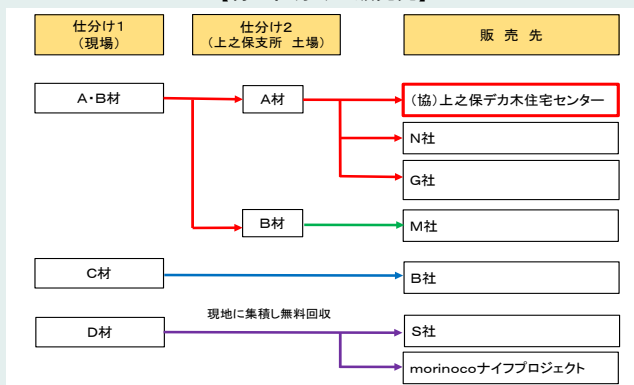 仕分け1
(現場)
仕分け2
(上之保支所 土場)
販 売 先
A・B材
A材
(協)上之保デカ木住宅センター
N社
G社
B材
M社
C材
B社
現地に集積し無料回収
D材
S社
morinocoナイフプロジェクト